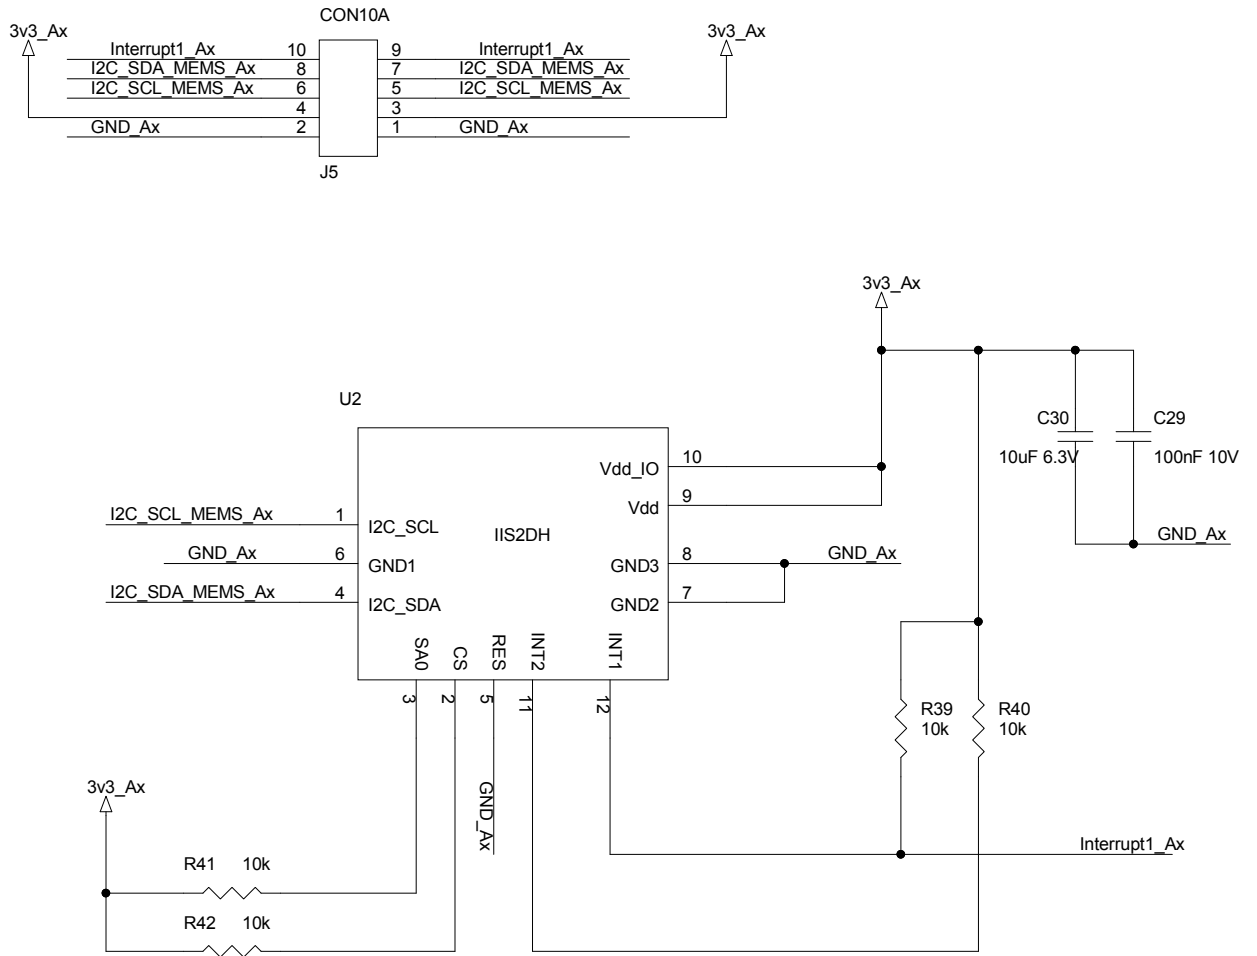 CON10A
3v3_Ax 3v3_Ax
Interrupt1_Ax 10 9 Interrupt1_Ax
I2C_SDA_MEMS_Ax 8 7 I2C_SDA_MEMS_Ax
I2C_SCL_MEMS_Ax 6 5 I2C_SCL_MEMS_Ax
4 3
GND_Ax 2 1 GND_Ax
J5
3v3_Ax
U2
C30 C29
10uF 6.3V 100nF 10V
Vdd_IO 10
Vdd 9
I2C_SCL_MEMS_Ax 1 I2C_SCL
IIS2DH
GND_Ax
GND_Ax 6 GND1
GND3 8 GND_Ax
I2C_SDA_MEMS_Ax 4 I2C_SDA
GND2 7
SA0 CS RES INT2 INT1
3 2 5 11 12
R39 R40
10k 10k
3v3_Ax
GND_Ax
Interrupt1_Ax
R41 10k
R42 10k